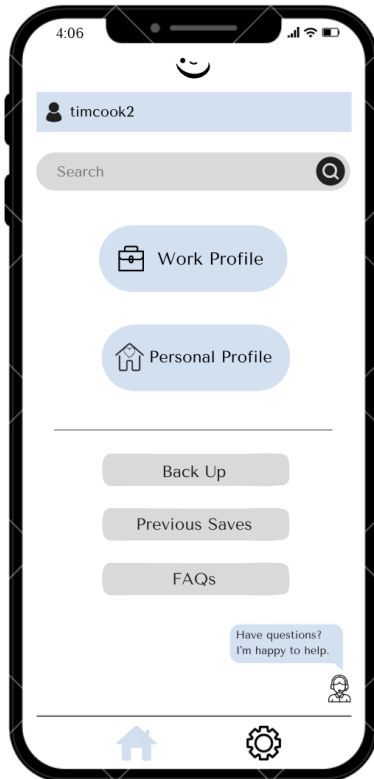 4:06
timcook2
Search
Work Profile
Personal Profile
Back Up
Previous Saves
FAQs
Have questions?
I'm happy to help.